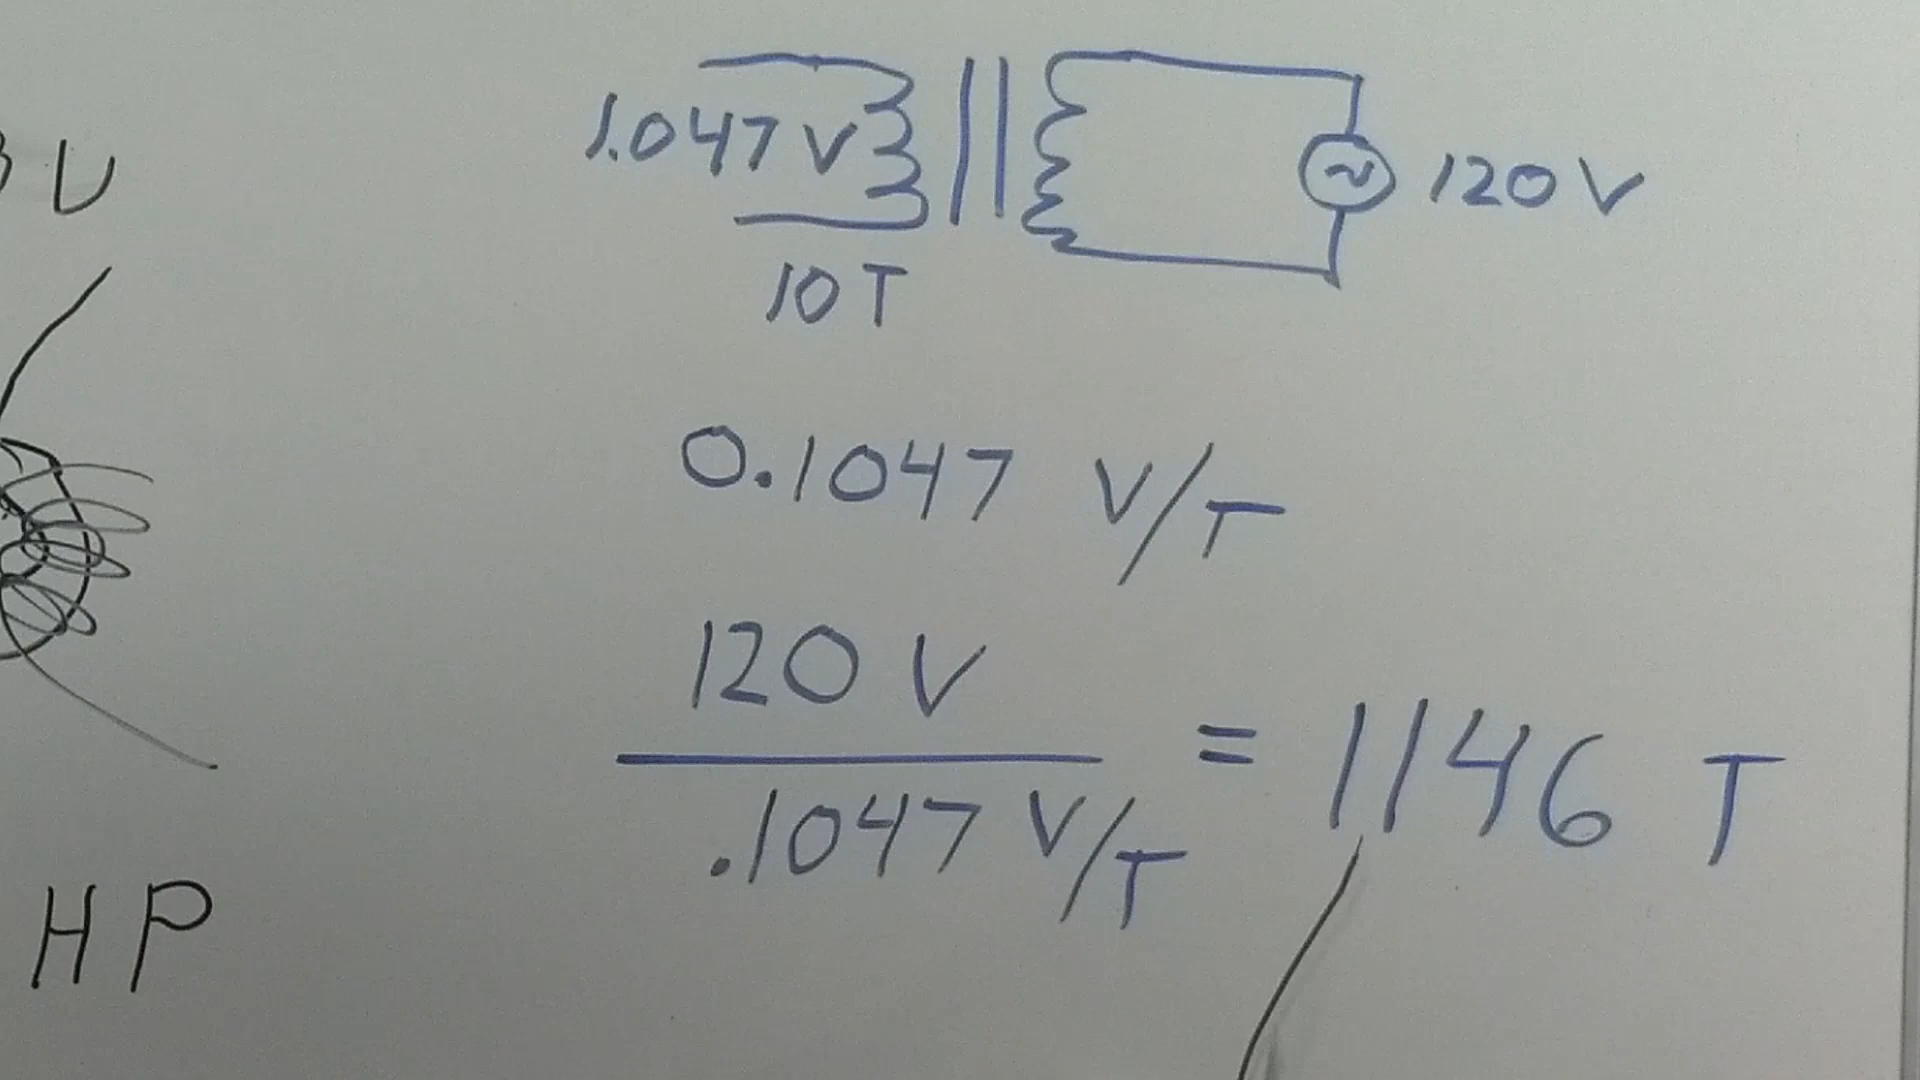 1.047 V
120 V
10 T
0.1047 V/T
120 V
.1047 V/T
= 1146 T
HP